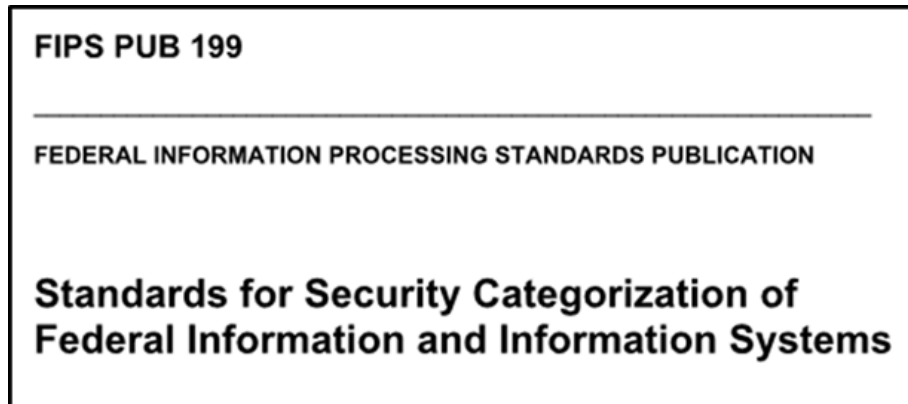 FIPS PUB 199
FEDERAL INFORMATION PROCESSING STANDARDS PUBLICATION
Standards for Security Categorization of
Federal Information and Information Systems